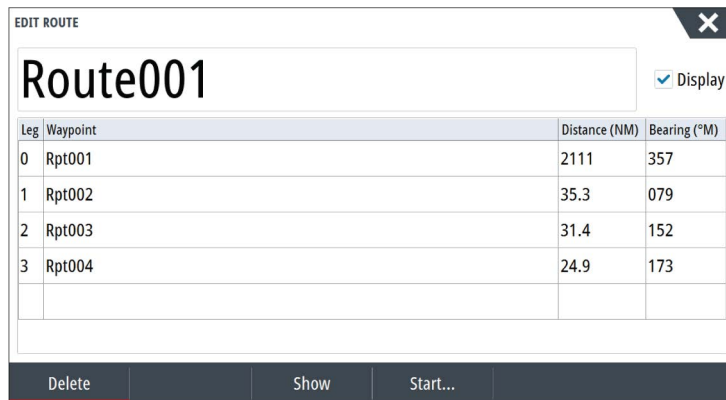 EDIT ROUTE
Route001
Display
Leg Waypoint Distance (NM) Bearing (°M)
0 Rpt001 2111 357
1 Rpt002 35.3 079
2 Rpt003 31.4 152
3 Rpt004 24.9 173
Delete Show Start...